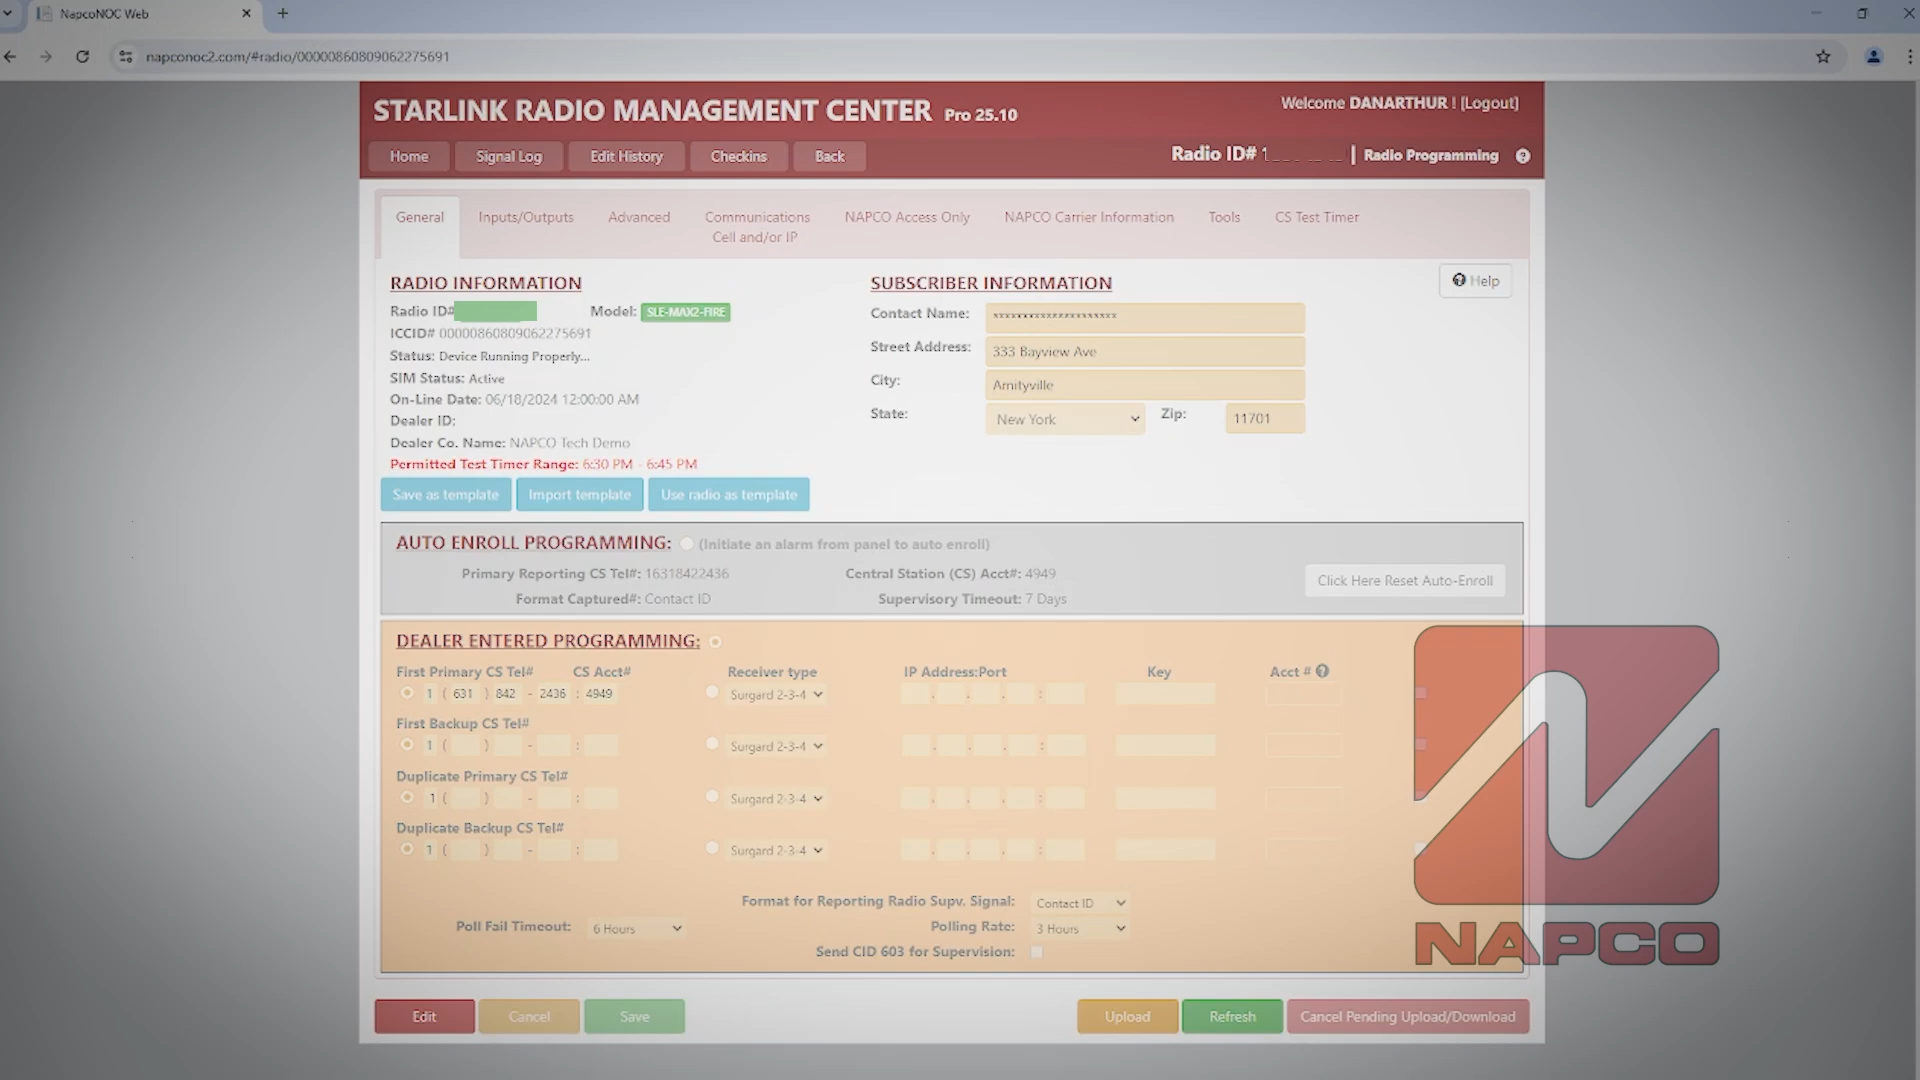 NapcoNOC Web
napconoc2.com/#radio/00000860809062275691
STARLINK RADIO MANAGEMENT CENTER Pro 25.10
Welcome DANARTHUR ! [Logout]
Home Signal Log Edit History Checkins Back
Radio ID# 1 | Radio Programming
General Inputs/Outputs Advanced Communications Cell and/or IP NAPCO Access Only NAPCO Carrier Information Tools CS Test Timer
RADIO INFORMATION
Radio ID# Model: SLE-MAX2-FIRE
ICCID# 00000860809062275691
Status: Device Running Properly...
SIM Status: Active
On-Line Date: 06/18/2024 12:00:00 AM
Dealer ID:
Dealer Co. Name: NAPCO Tech Demo
Permitted Test Timer Range: 6:30 PM - 6:45 PM
Save as template Import template Use radio as template
SUBSCRIBER INFORMATION
Help
Contact Name: *********************
Street Address: 333 Bayview Ave
City: Amityville
State: New York Zip: 11701
AUTO ENROLL PROGRAMMING: (Initiate an alarm from panel to auto enroll)
Primary Reporting CS Tel#: 16318422436 Central Station (CS) Acct#: 4949
Format Captured#: Contact ID Supervisory Timeout: 7 Days
Click Here Reset Auto-Enroll
DEALER ENTERED PROGRAMMING:
First Primary CS Tel# CS Acct# Receiver type IP Address:Port Key Acct #
1 ( 631 ) 842 - 2436 : 4949 Surgard 2-3-4 . . . :
First Backup CS Tel#
1 ( ) - : Surgard 2-3-4 . . . :
Duplicate Primary CS Tel#
1 ( ) - : Surgard 2-3-4 . . . :
Duplicate Backup CS Tel#
1 ( ) - : Surgard 2-3-4 . . . :
Format for Reporting Radio Supv. Signal: Contact ID
Poll Fail Timeout: 6 Hours Polling Rate: 3 Hours
Send CID 603 for Supervision:
NAPCO
Edit Cancel Save Upload Refresh Cancel Pending Upload/Download